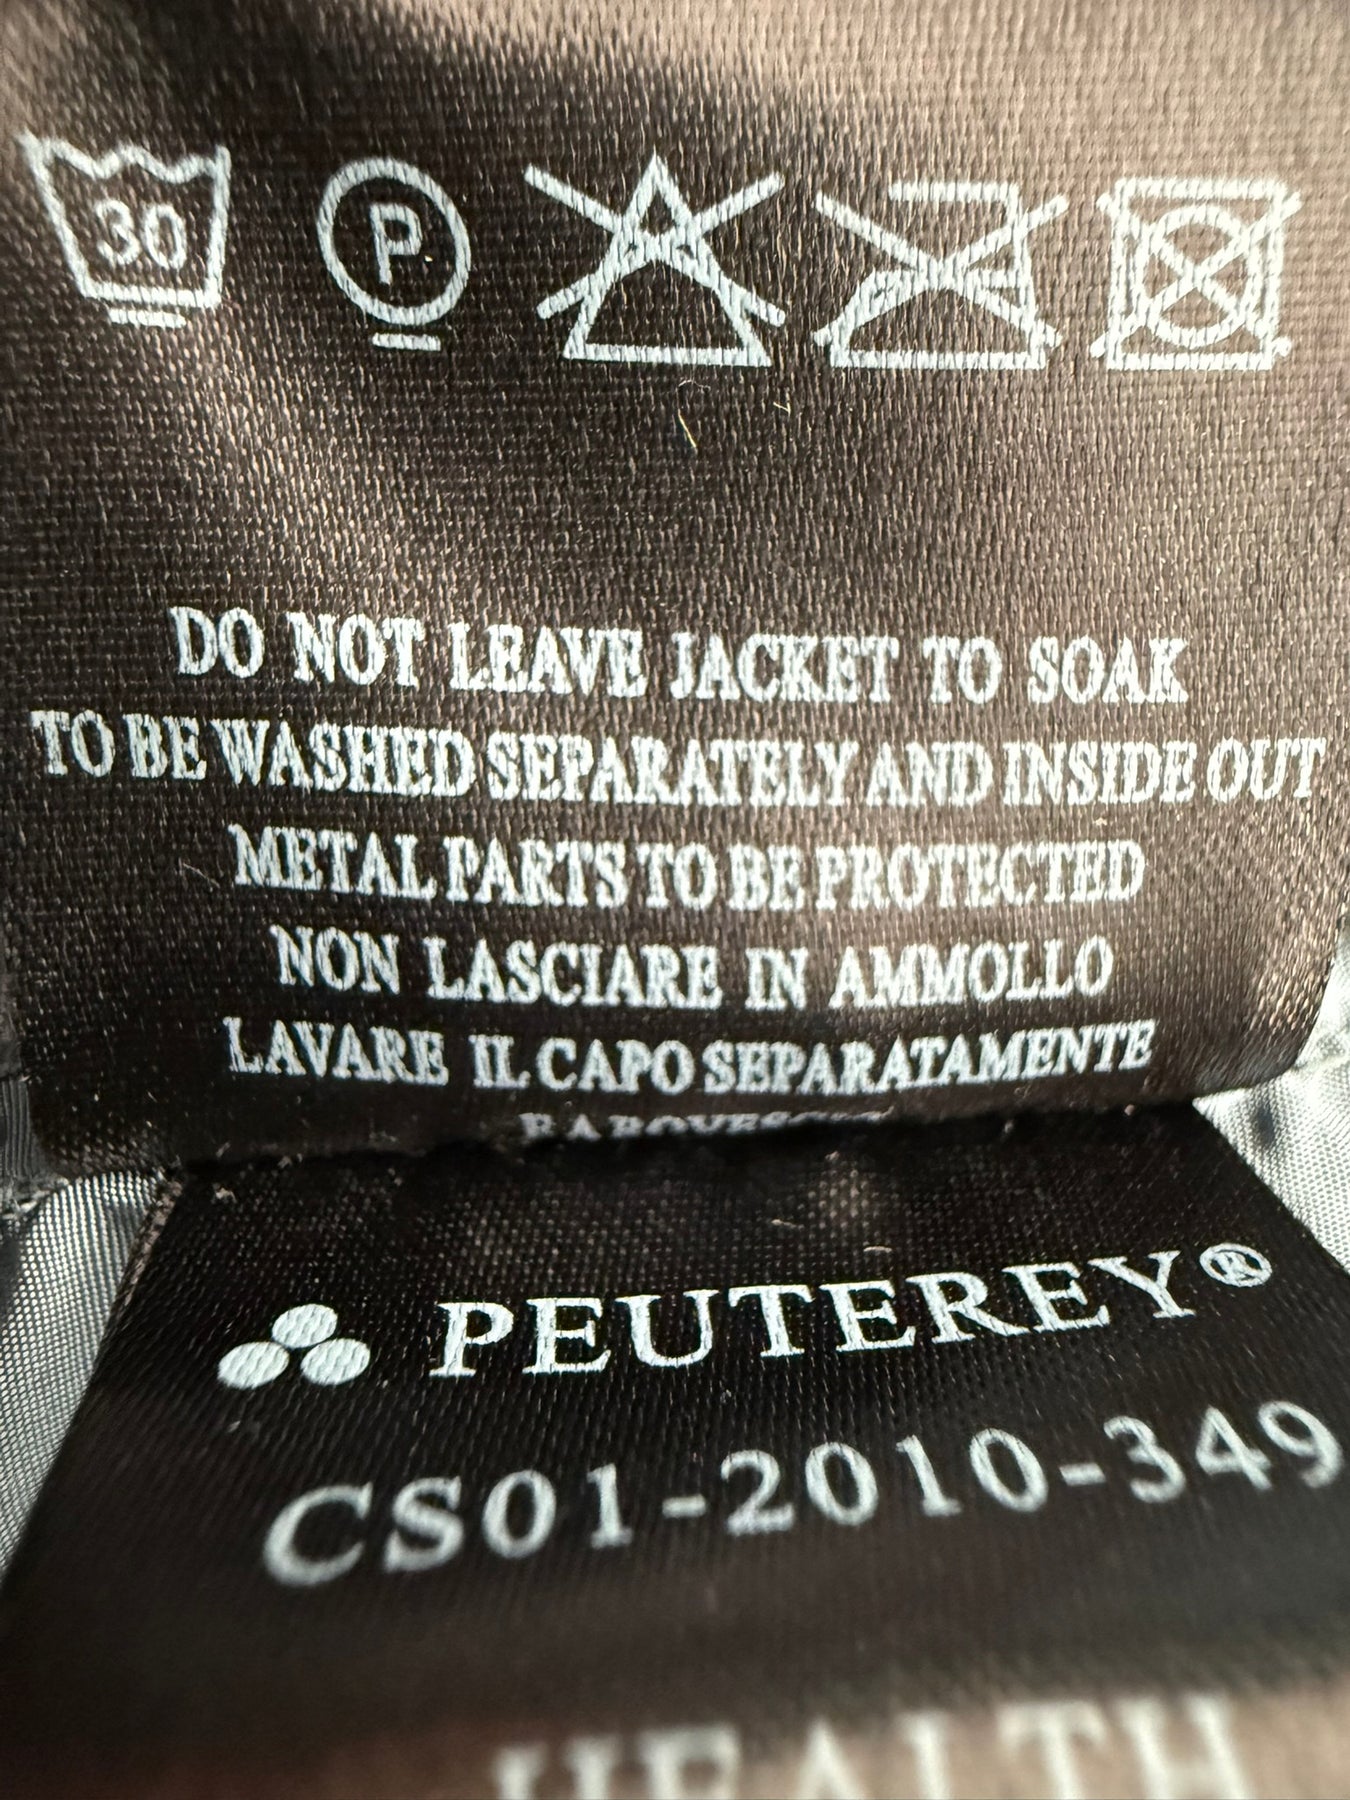 30
P
DO NOT LEAVE JACKET TO SOAK
TO BE WASHED SEPARATELY AND INSIDE OUT
METAL PARTS TO BE PROTECTED
NON LASCIARE IN AMMOLLO
LAVARE IL CAPO SEPARATAMENTE
PEUTEREY®
CS01-2010-349
HEALTH